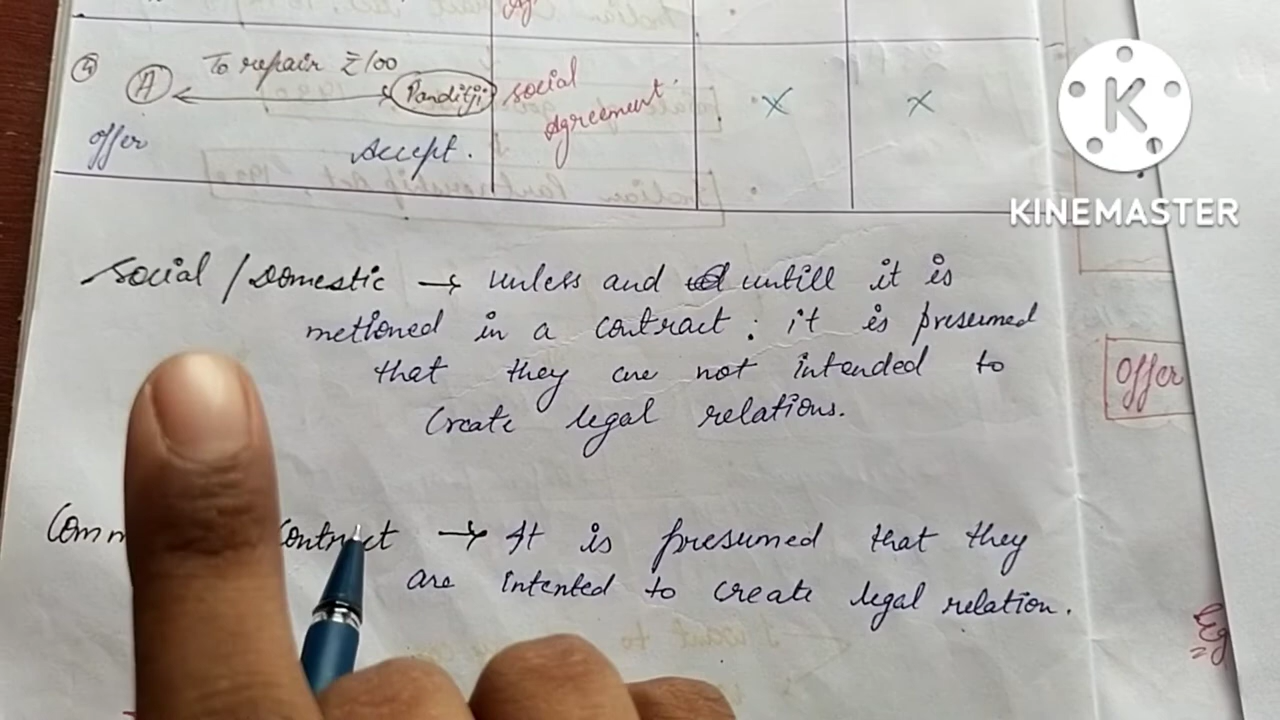 ④ A To repair ₹100 Panditji
offer Accept.
social
Agreement
x x
social / Domestic → unless and untill it is
metioned in a contract : it is presumed
that they are not intended to
create legal relations.
Contract → It is presumed that they
are intented to create legal relation.
offer
Eg
K
KINEMASTER